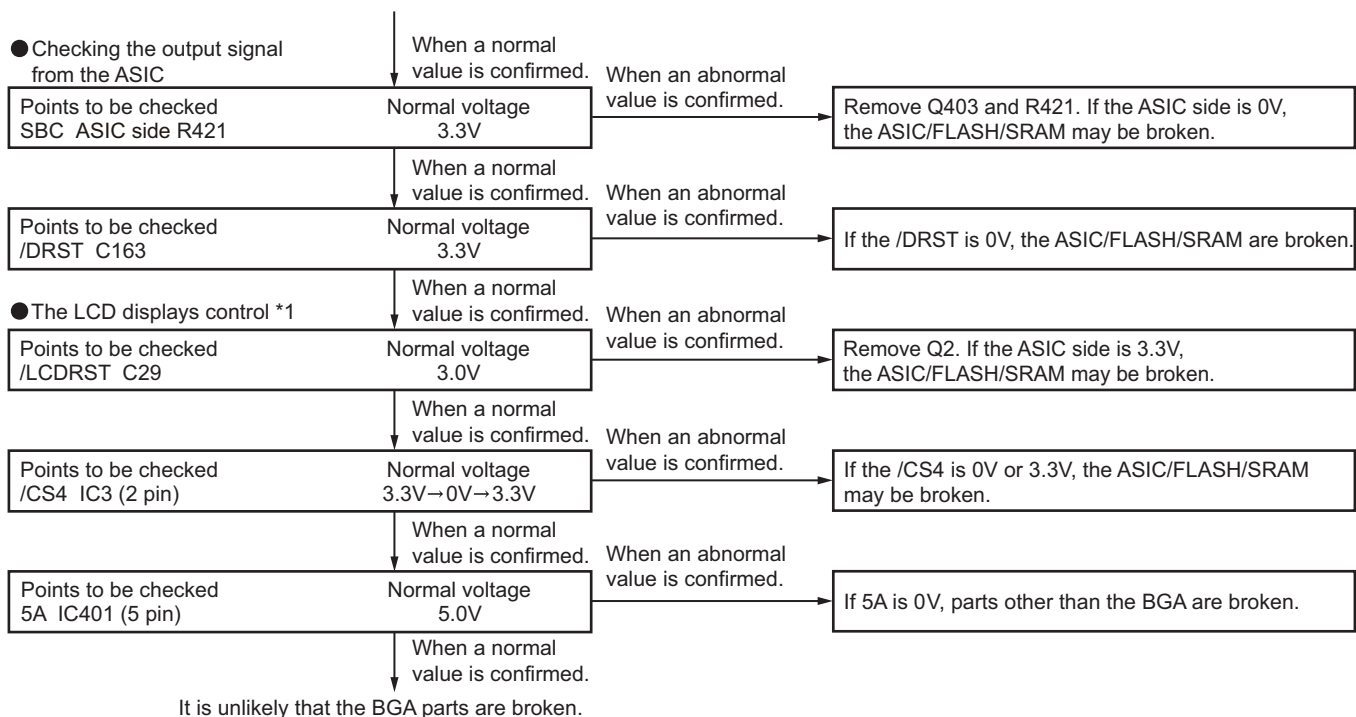 When a normal
value is confirmed.
● Checking the output signal
from the ASIC
When an abnormal
value is confirmed.
Points to be checked Normal voltage
SBC ASIC side R421 3.3V
Remove Q403 and R421. If the ASIC side is 0V,
the ASIC/FLASH/SRAM may be broken.
When a normal
value is confirmed.
When an abnormal
value is confirmed.
Points to be checked Normal voltage
/DRST C163 3.3V
If the /DRST is 0V, the ASIC/FLASH/SRAM are broken.
When a normal
value is confirmed.
● The LCD displays control *1
When an abnormal
value is confirmed.
Points to be checked Normal voltage
/LCDRST C29 3.0V
Remove Q2. If the ASIC side is 3.3V,
the ASIC/FLASH/SRAM may be broken.
When a normal
value is confirmed.
When an abnormal
value is confirmed.
Points to be checked Normal voltage
/CS4 IC3 (2 pin) 3.3V→0V→3.3V
If the /CS4 is 0V or 3.3V, the ASIC/FLASH/SRAM
may be broken.
When a normal
value is confirmed.
When an abnormal
value is confirmed.
Points to be checked Normal voltage
5A IC401 (5 pin) 5.0V
If 5A is 0V, parts other than the BGA are broken.
When a normal
value is confirmed.
It is unlikely that the BGA parts are broken.